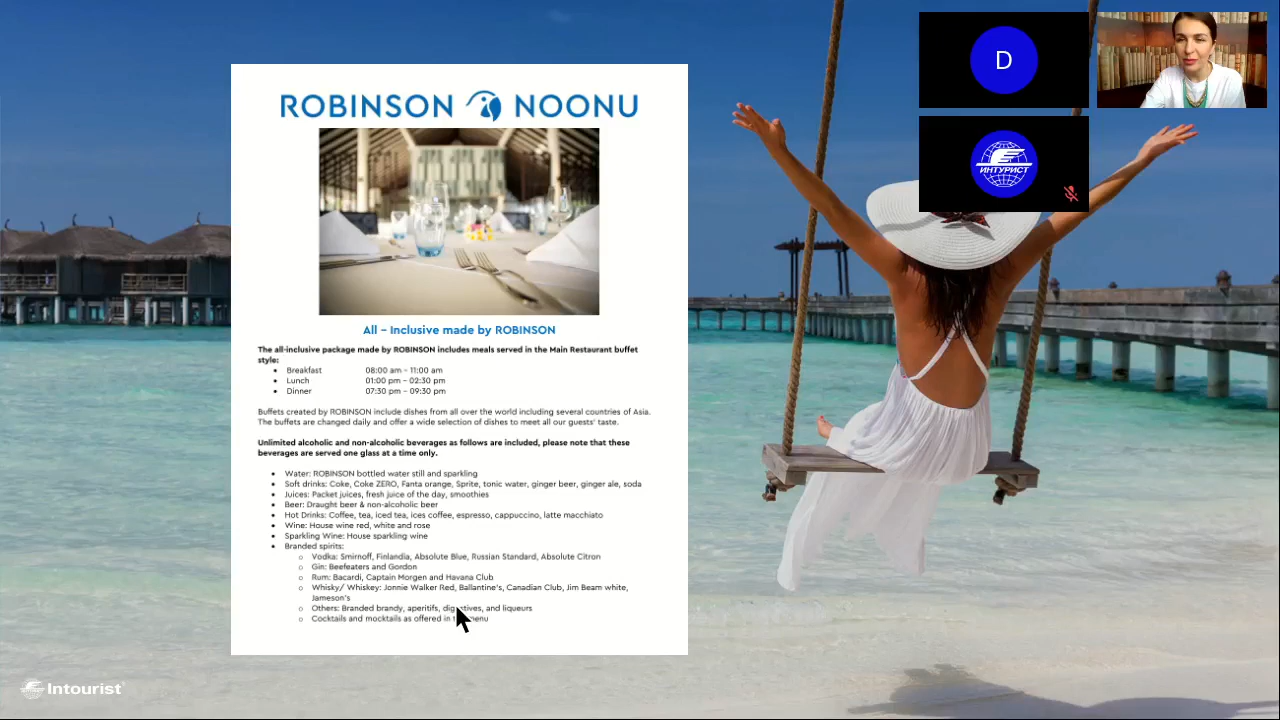 ROBINSON NOONU
All – Inclusive made by ROBINSON
The all-inclusive package made by ROBINSON includes meals served in the Main Restaurant buffet
style:
• Breakfast 08:00 am – 11:00 am
• Lunch 01:00 pm – 02:30 pm
• Dinner 07:30 pm – 09:30 pm
Buffets created by ROBINSON include dishes from all over the world including several countries of Asia.
The buffets are changed daily and offer a wide selection of dishes to meet all our guests' taste.
Unlimited alcoholic and non-alcoholic beverages as follows are included, please note that these
beverages are served one glass at a time only.
• Water: ROBINSON bottled water still and sparkling
• Soft drinks: Coke, Coke ZERO, Fanta orange, Sprite, tonic water, ginger beer, ginger ale, soda
• Juices: Packet juices, fresh juice of the day, smoothies
• Beer: Draught beer & non-alcoholic beer
• Hot Drinks: Coffee, tea, iced tea, ices coffee, espresso, cappuccino, latte macchiato
• Wine: House wine red, white and rose
• Sparkling Wine: House sparkling wine
• Branded spirits:
o Vodka: Smirnoff, Finlandia, Absolute Blue, Russian Standard, Absolute Citron
o Gin: Beefeaters and Gordon
o Rum: Bacardi, Captain Morgen and Havana Club
o Whisky/ Whiskey: Jonnie Walker Red, Ballantine's, Canadian Club, Jim Beam white,
Jameson's
o Others: Branded brandy, aperitifs, and liqueurs
o Cocktails and mocktails as offered in
D
ИНТУРИСТ
Intourist